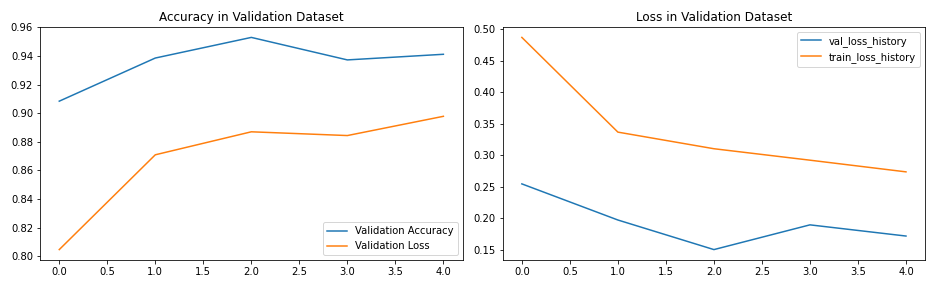 Accuracy in Validation Dataset
0.96
0.94
0.92
0.90
0.88
0.86
0.84
0.82
0.80
0.0 0.5 1.0 1.5 2.0 2.5 3.0 3.5 4.0
Validation Accuracy
Validation Loss
Loss in Validation Dataset
0.50
0.45
0.40
0.35
0.30
0.25
0.20
0.15
0.0 0.5 1.0 1.5 2.0 2.5 3.0 3.5 4.0
val_loss_history
train_loss_history